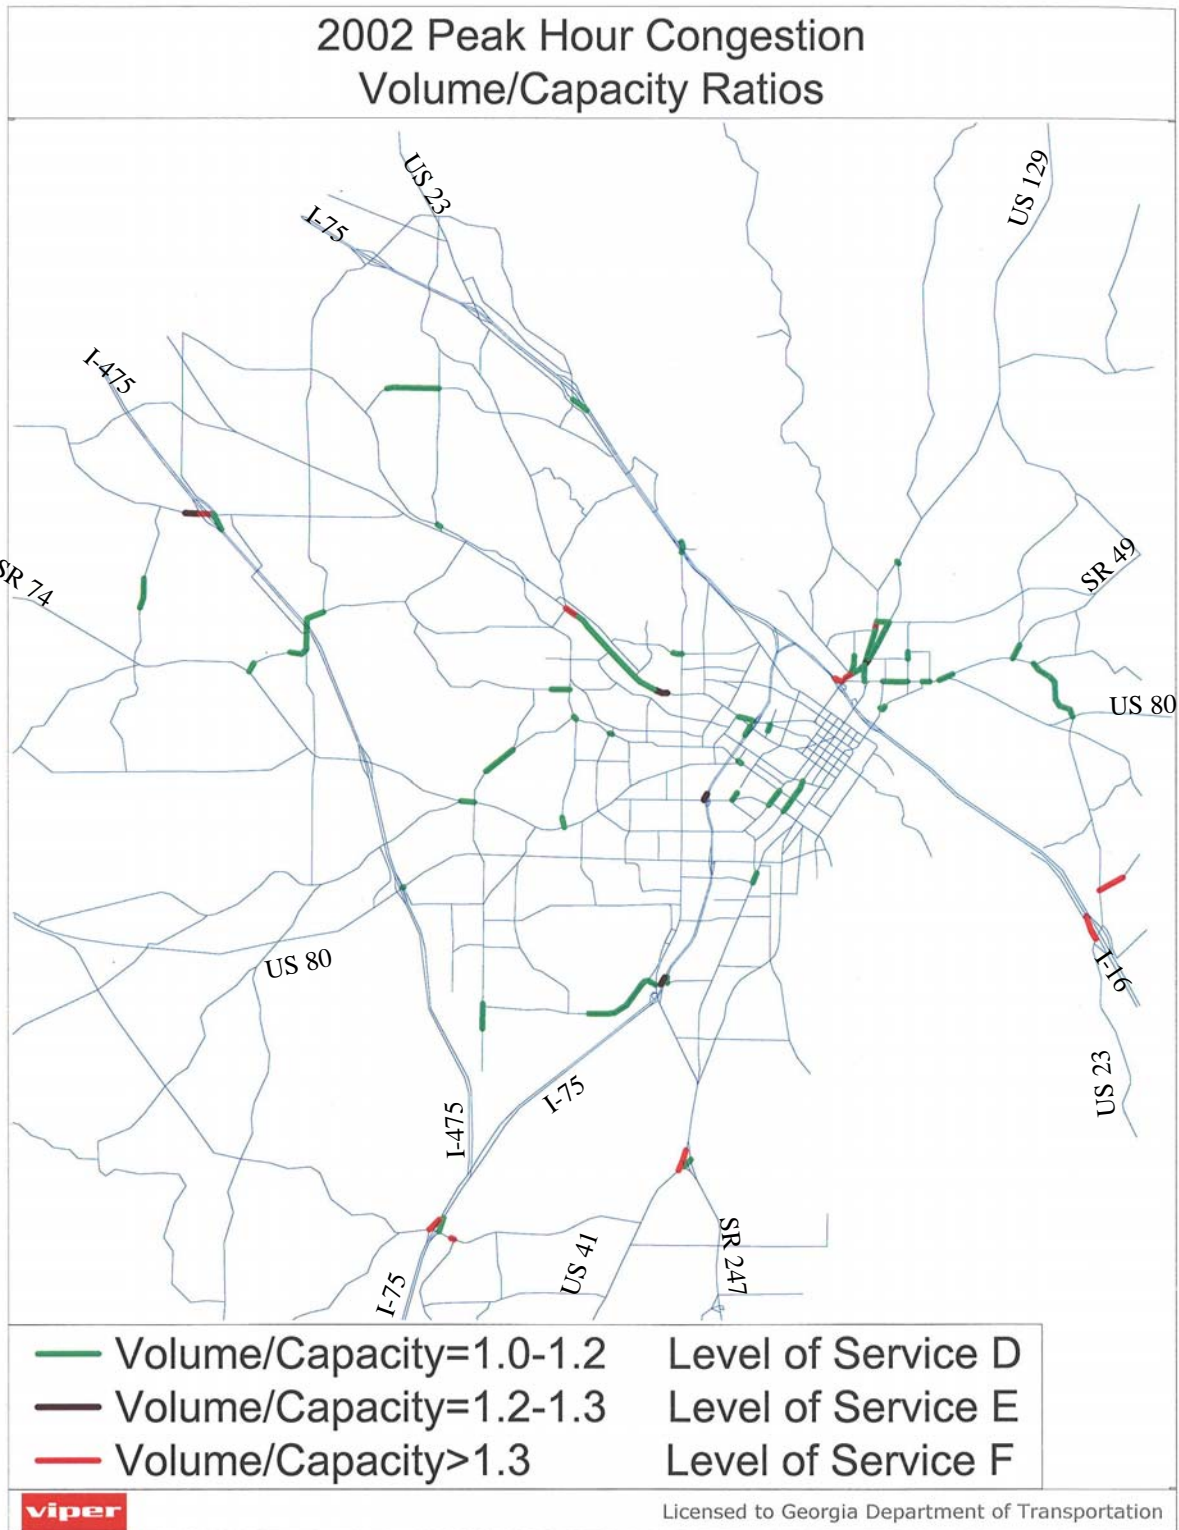 2002 Peak Hour Congestion
Volume/Capacity Ratios
US 23
US 129
I-75
I-475
SR 49
SR 74
US 80
US 80
I-16
US 23
I-75
I-475
US 41
SR 247
I-75
Volume/Capacity=1.0-1.2 Level of Service D
Volume/Capacity=1.2-1.3 Level of Service E
Volume/Capacity>1.3 Level of Service F
viper
Licensed to Georgia Department of Transportation